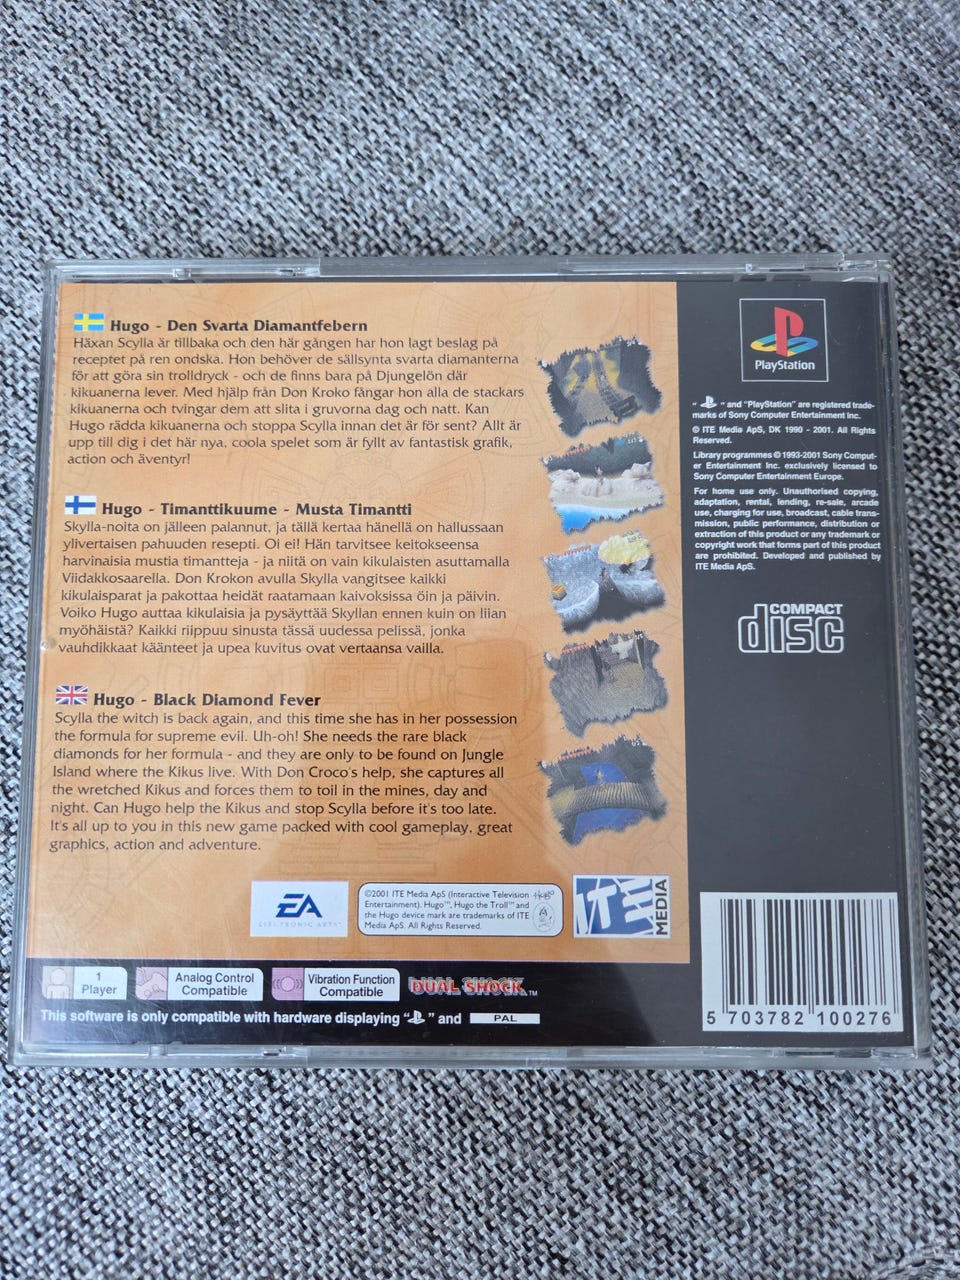 Hugo - Den Svarta Diamantfebern
Häxan Scylla är tillbaka och den här gången har hon lagt beslag på
receptet på ren ondska. Hon behöver de sällsynta svarta diamanterna
för att göra sin trolldryck - och de finns bara på Djungelön där
kikuanerna lever. Med hjälp från Don Kroko fångar hon alla de stackars
kikuanerna och tvingar dem att slita i gruvorna dag och natt. Kan
Hugo rädda kikuanerna och stoppa Scylla innan det är för sent? Allt är
upp till dig i det här nya, coola spelet som är fyllt av fantastisk grafik,
action och äventyr!
Hugo - Timanttikuume - Musta Timantti
Skylla-noita on jälleen palannut, ja tällä kertaa hänellä on hallussaan
ylivertaisen pahuuden resepti. Oi ei! Hän tarvitsee keitokseensa
harvinaisia mustia timantteja - ja niitä on vain kikulaisten asuttamalla
Viidakkosaarella. Don Krokon avulla Skylla vangitsee kaikki
kikulaisparat ja pakottaa heidät raatamaan kaivoksissa öin ja päivin.
Voiko Hugo auttaa kikulaisia ja pysäyttää Skyllan ennen kuin on liian
myöhäistä? Kaikki riippuu sinusta tässä uudessa pelissä, jonka
vauhdikkaat käänteet ja upea kuvitus ovat vertaansa vailla.
Hugo - Black Diamond Fever
Scylla the witch is back again, and this time she has in her possession
the formula for supreme evil. Uh-oh! She needs the rare black
diamonds for her formula - and they are only to be found on Jungle
Island where the Kikus live. With Don Croco's help, she captures all
the wretched Kikus and forces them to toil in the mines, day and
night. Can Hugo help the Kikus and stop Scylla before it's too late.
It's all up to you in this new game packed with cool gameplay, great
graphics, action and adventure.
EA
ELECTRONIC ARTS™
©2001 ITE Media ApS (Interactive Television
Entertainment). Hugo™, Hugo the Troll™ and
the Hugo device mark are trademarks of ITE
Media ApS. All Rights Reserved.
Hugo
ITE
MEDIA
1
Player
Analog Control
Compatible
Vibration Function
Compatible
DUAL SHOCK™
This software is only compatible with hardware displaying " " and PAL
PlayStation
" " and "PlayStation" are registered trade-
marks of Sony Computer Entertainment Inc.
© ITE Media ApS, DK 1990 - 2001. All Rights
Reserved.
Library programmes © 1993-2001 Sony Comput-
er Entertainment Inc. exclusively licensed to
Sony Computer Entertainment Europe.
For home use only. Unauthorised copying,
adaptation, rental, lending, re-sale, arcade
use, charging for use, broadcast, cable trans-
mission, public performance, distribution or
extraction of this product or any trademark or
copyright work that forms part of this product
are prohibited. Developed and published by
ITE Media ApS.
COMPACT
disc
5 703782 100276